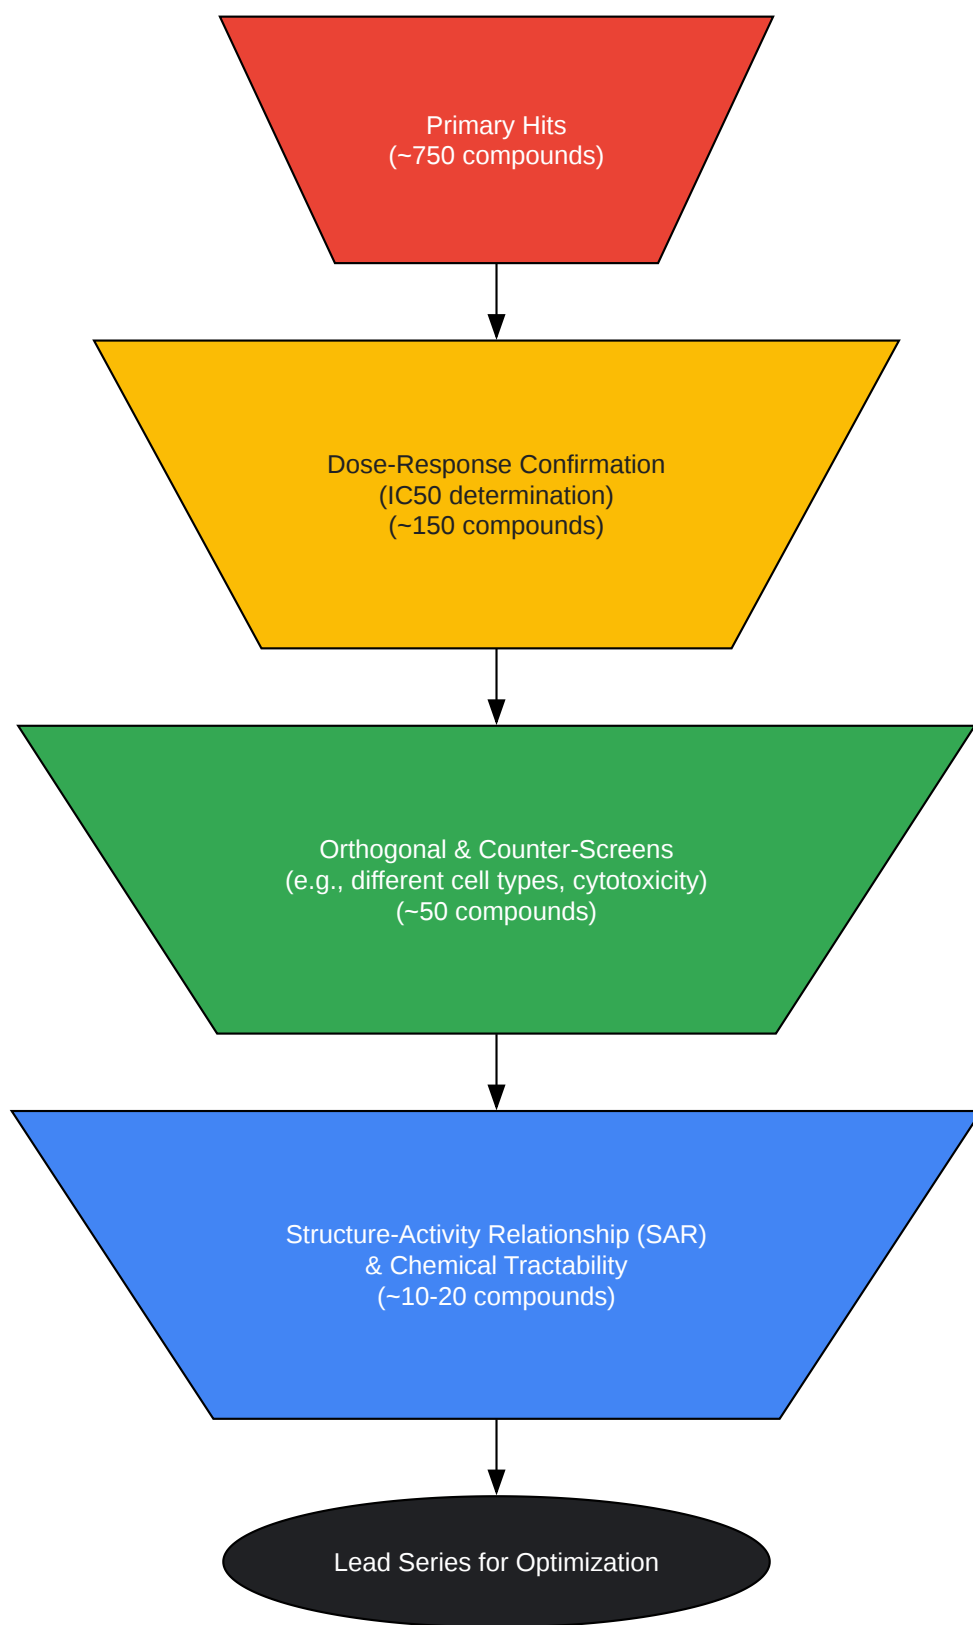 Primary Hits
(~750 compounds)
Dose-Response Confirmation
(IC50 determination)
(~150 compounds)
Orthogonal & Counter-Screens
(e.g., different cell types, cytotoxicity)
(~50 compounds)
Structure-Activity Relationship (SAR)
& Chemical Tractability
(~10-20 compounds)
Lead Series for Optimization